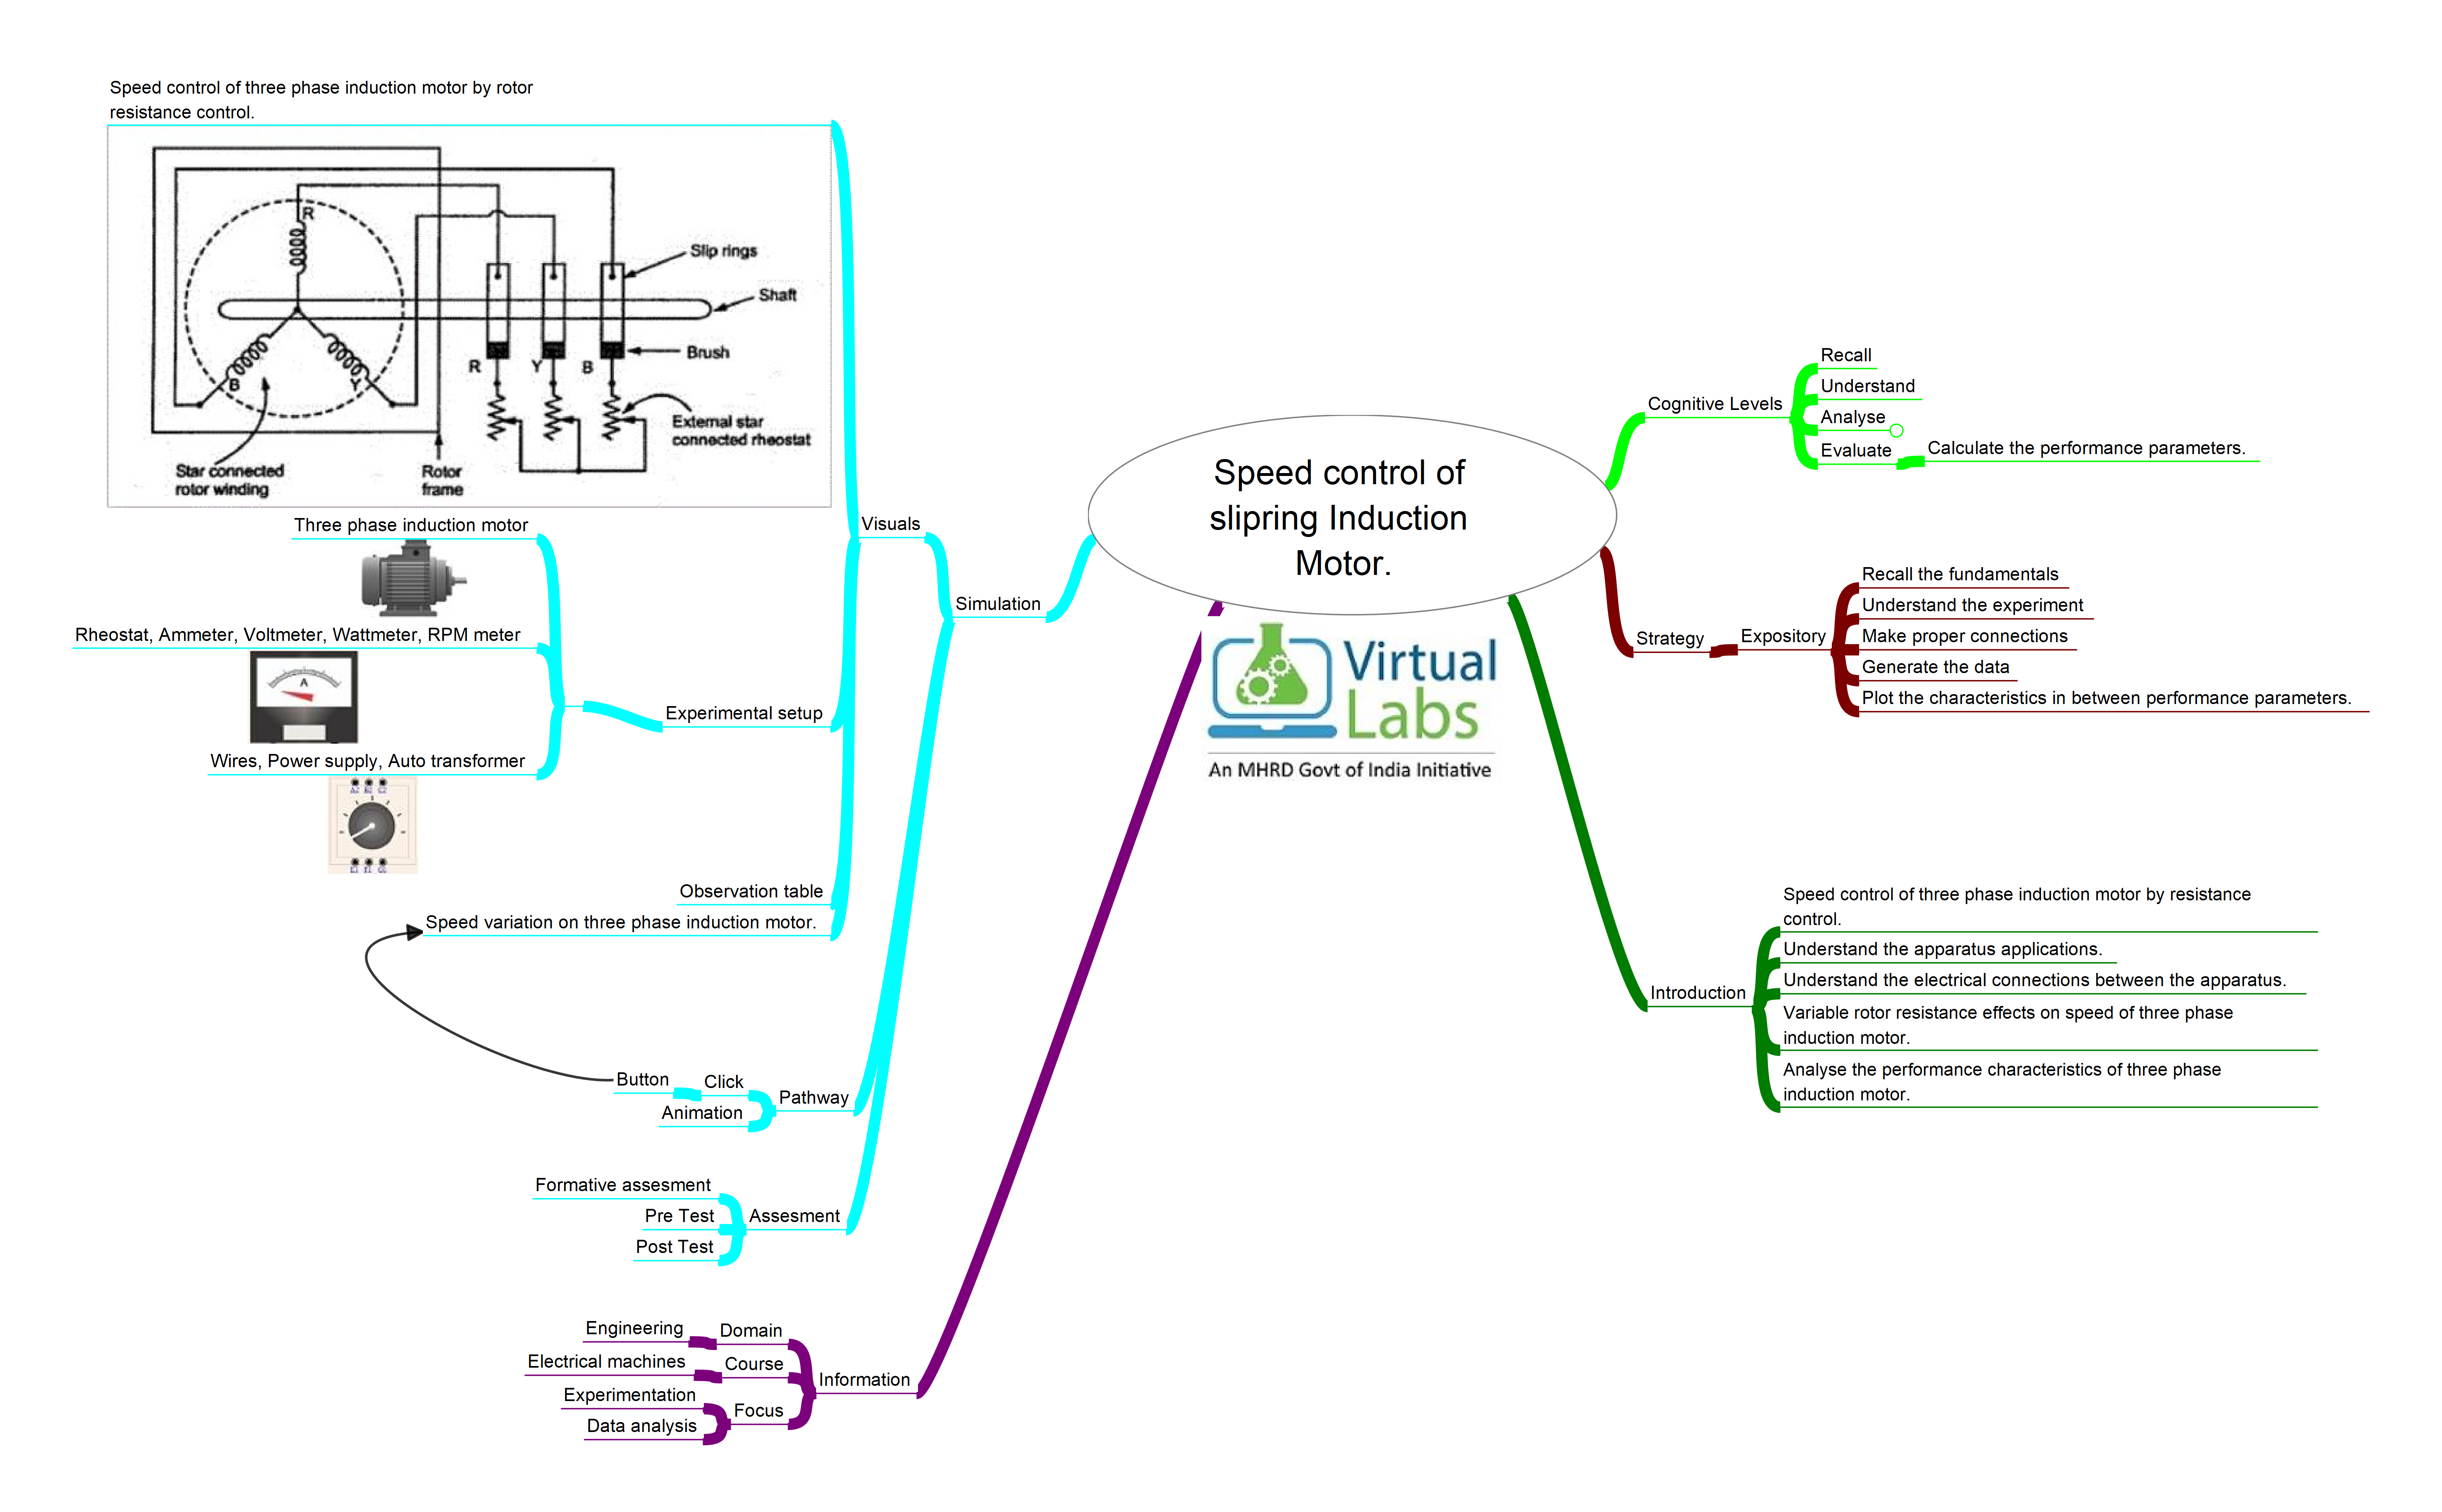 Speed control of three phase induction motor by rotor
resistance control.
R
Slip rings
Shaft
Brush
R
Y
B
B
Y
External star
connected rheostat
Star connected
rotor winding
Rotor
frame
Three phase induction motor
Rheostat, Ammeter, Voltmeter, Wattmeter, RPM meter
A
Wires, Power supply, Auto transformer
A2 B2 C2
Experimental setup
Visuals
Observation table
Speed variation on three phase induction motor.
Simulation
Button
Click
Animation
Pathway
Formative assesment
Pre Test
Post Test
Assesment
Engineering
Domain
Electrical machines
Course
Experimentation
Data analysis
Focus
Information
Speed control of
slipring Induction
Motor.
Virtual
Labs
An MHRD Govt of India Initiative
Cognitive Levels
Recall
Understand
Analyse
Evaluate
Calculate the performance parameters.
Strategy
Expository
Recall the fundamentals
Understand the experiment
Make proper connections
Generate the data
Plot the characteristics in between performance parameters.
Introduction
Speed control of three phase induction motor by resistance
control.
Understand the apparatus applications.
Understand the electrical connections between the apparatus.
Variable rotor resistance effects on speed of three phase
induction motor.
Analyse the performance characteristics of three phase
induction motor.